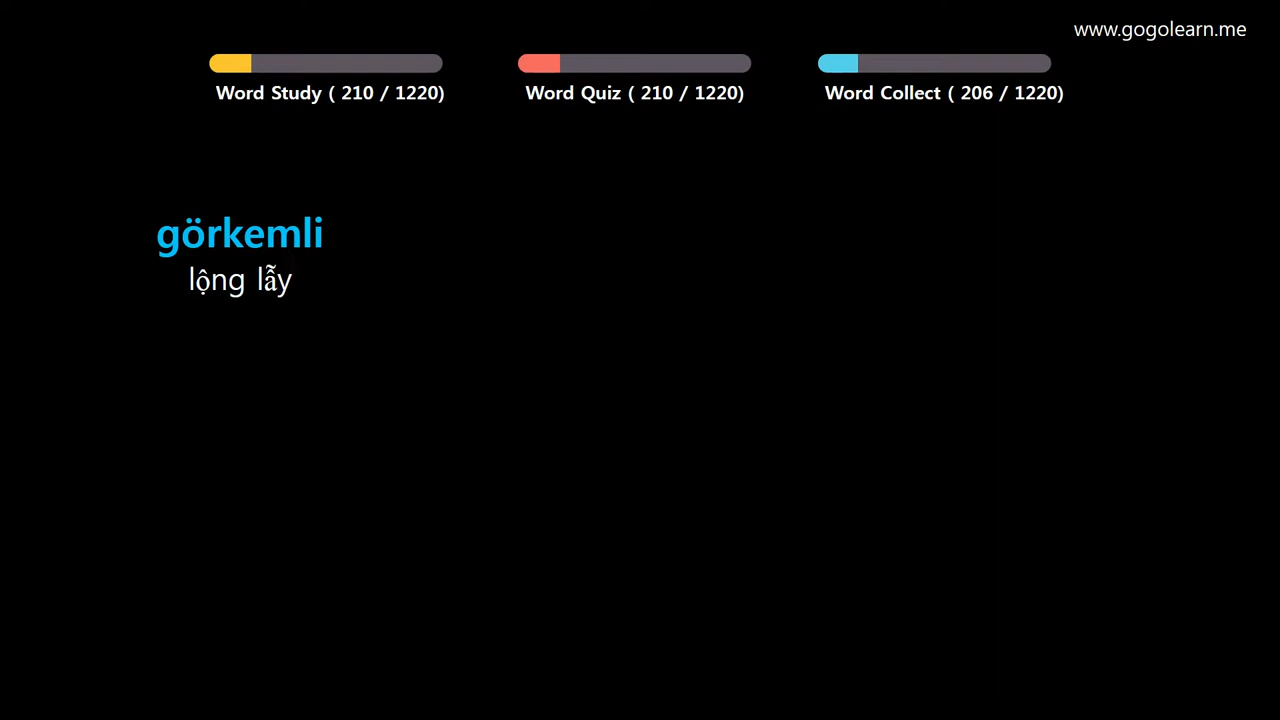 www.gogolearn.me
Word Study ( 210 / 1220)
Word Quiz ( 210 / 1220)
Word Collect ( 206 / 1220)
görkemli
lộng lẫy